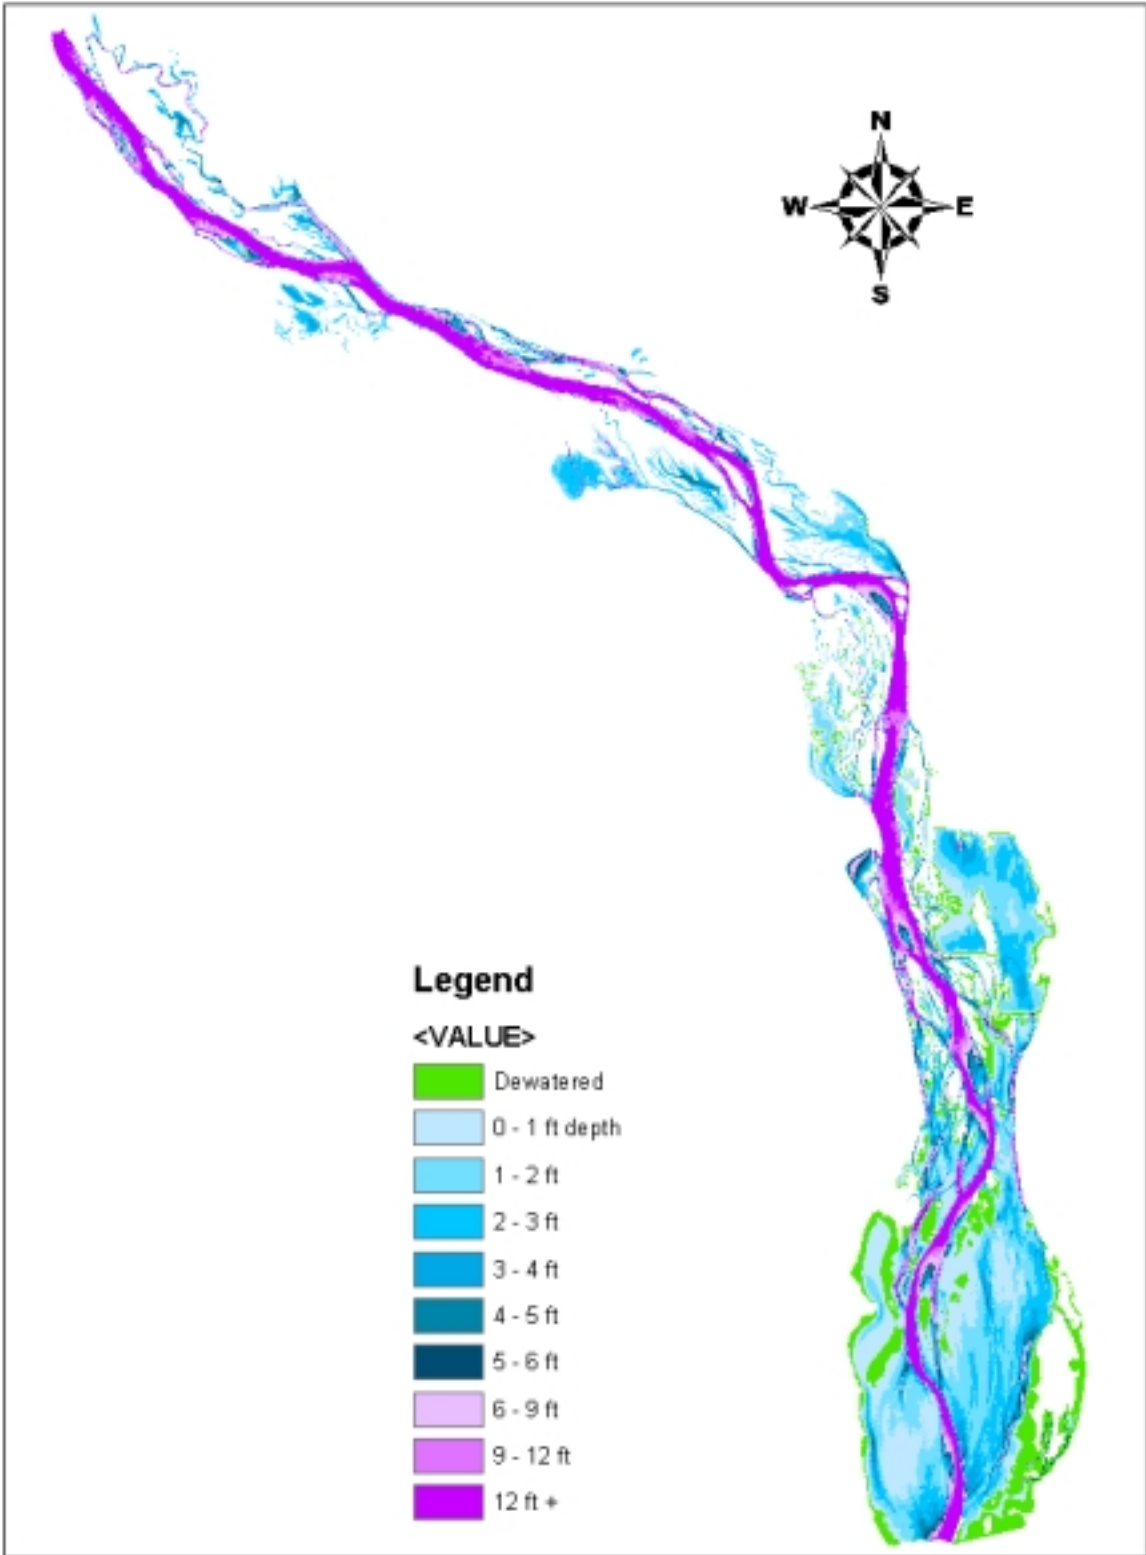 N
W E
S
Legend
<VALUE>
Dewatered
0 - 1 ft depth
1 - 2 ft
2 - 3 ft
3 - 4 ft
4 - 5 ft
5 - 6 ft
6 - 9 ft
9 - 12 ft
12 ft +